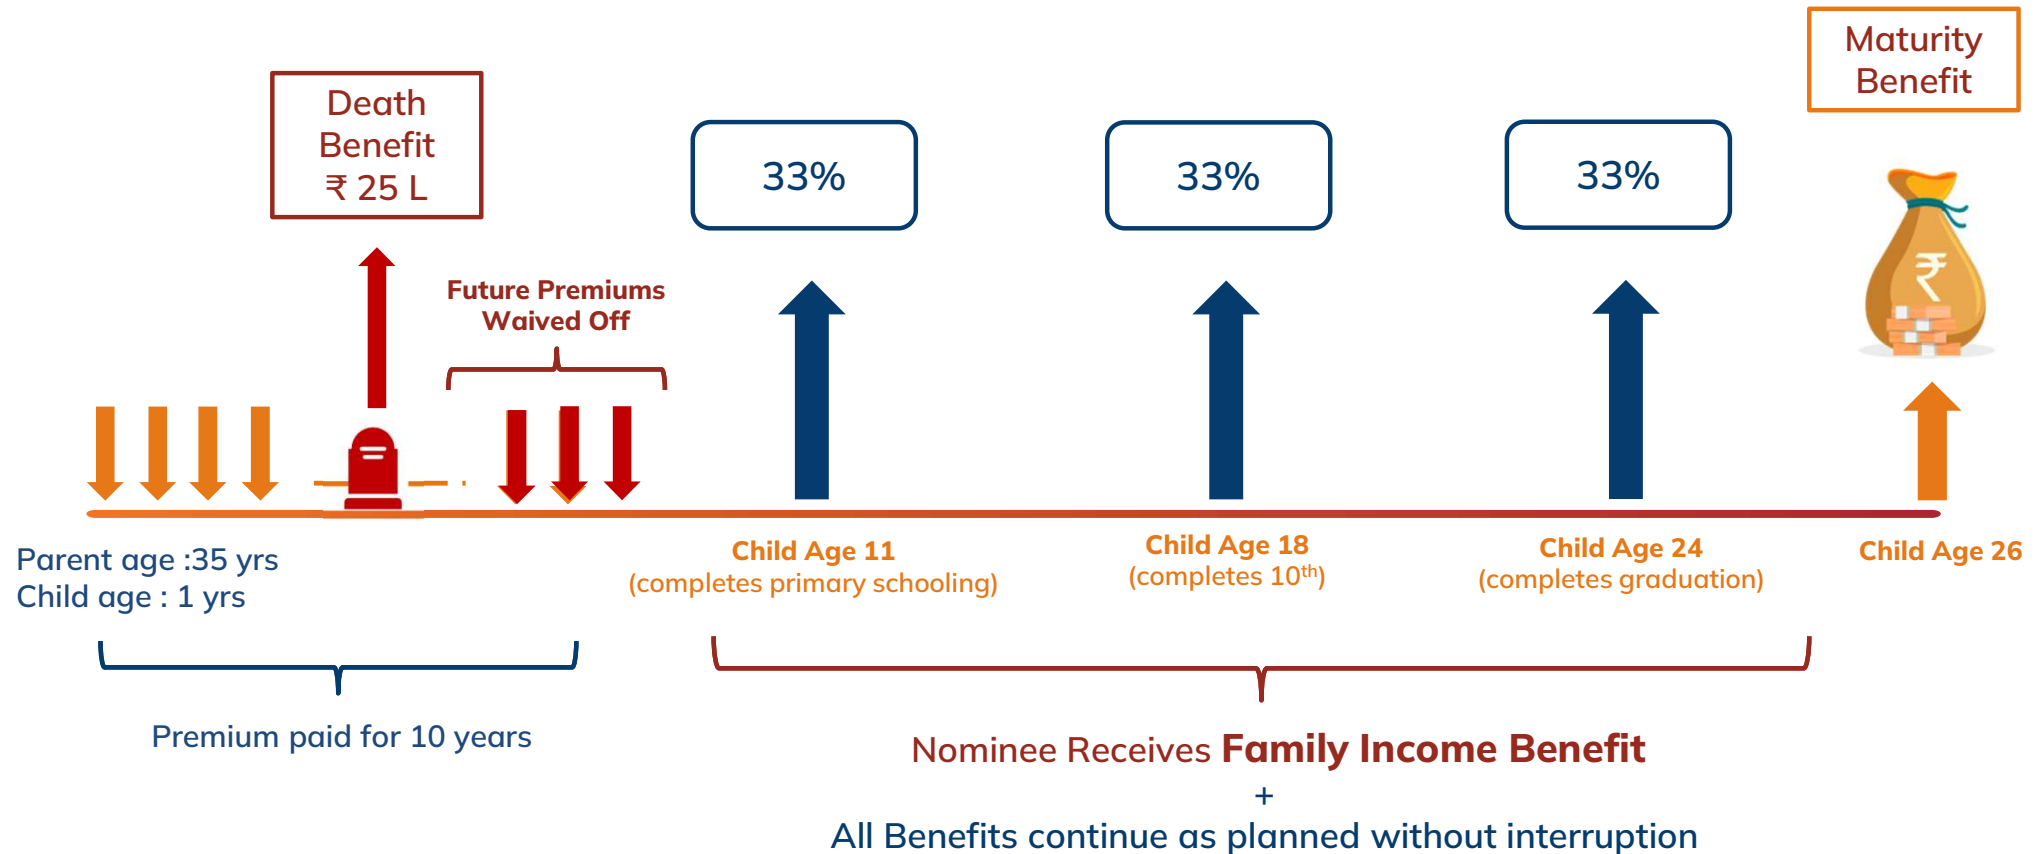 Maturity
Benefit
Death
Benefit
₹ 25 L
33%
33%
33%
₹
Future Premiums
Waived Off
Parent age :35 yrs
Child age : 1 yrs
Child Age 11
(completes primary schooling)
Child Age 18
(completes 10th)
Child Age 24
(completes graduation)
Child Age 26
Premium paid for 10 years
Nominee Receives Family Income Benefit
+
All Benefits continue as planned without interruption